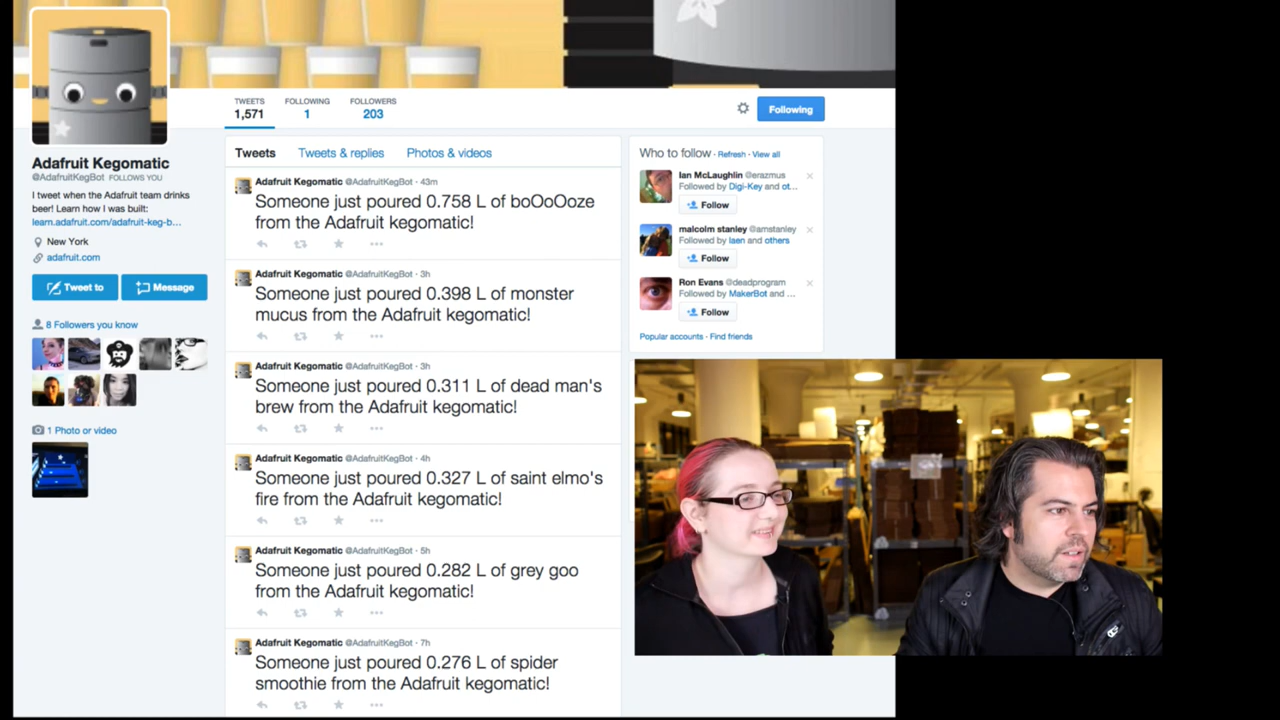 TWEETS
1,571
FOLLOWING
1
FOLLOWERS
203
Following
Adafruit Kegomatic
@AdafruitKegBot FOLLOWS YOU
I tweet when the Adafruit team drinks
beer! Learn how I was built:
learn.adafruit.com/adafruit-keg-b...
New York
adafruit.com
Tweet to
Message
8 Followers you know
1 Photo or video
Tweets
Tweets & replies
Photos & videos
Adafruit Kegomatic @AdafruitKegBot · 43m
Someone just poured 0.758 L of boOoOoze
from the Adafruit kegomatic!
Adafruit Kegomatic @AdafruitKegBot · 3h
Someone just poured 0.398 L of monster
mucus from the Adafruit kegomatic!
Adafruit Kegomatic @AdafruitKegBot · 3h
Someone just poured 0.311 L of dead man's
brew from the Adafruit kegomatic!
Adafruit Kegomatic @AdafruitKegBot · 4h
Someone just poured 0.327 L of saint elmo's
fire from the Adafruit kegomatic!
Adafruit Kegomatic @AdafruitKegBot · 5h
Someone just poured 0.282 L of grey goo
from the Adafruit kegomatic!
Adafruit Kegomatic @AdafruitKegBot · 7h
Someone just poured 0.276 L of spider
smoothie from the Adafruit kegomatic!
Who to follow · Refresh · View all
Ian McLaughlin @erazmus
Followed by Digi-Key and ot...
Follow
malcolm stanley @amstanley
Followed by laen and others
Follow
Ron Evans @deadprogram
Followed by MakerBot and ...
Follow
Popular accounts · Find friends